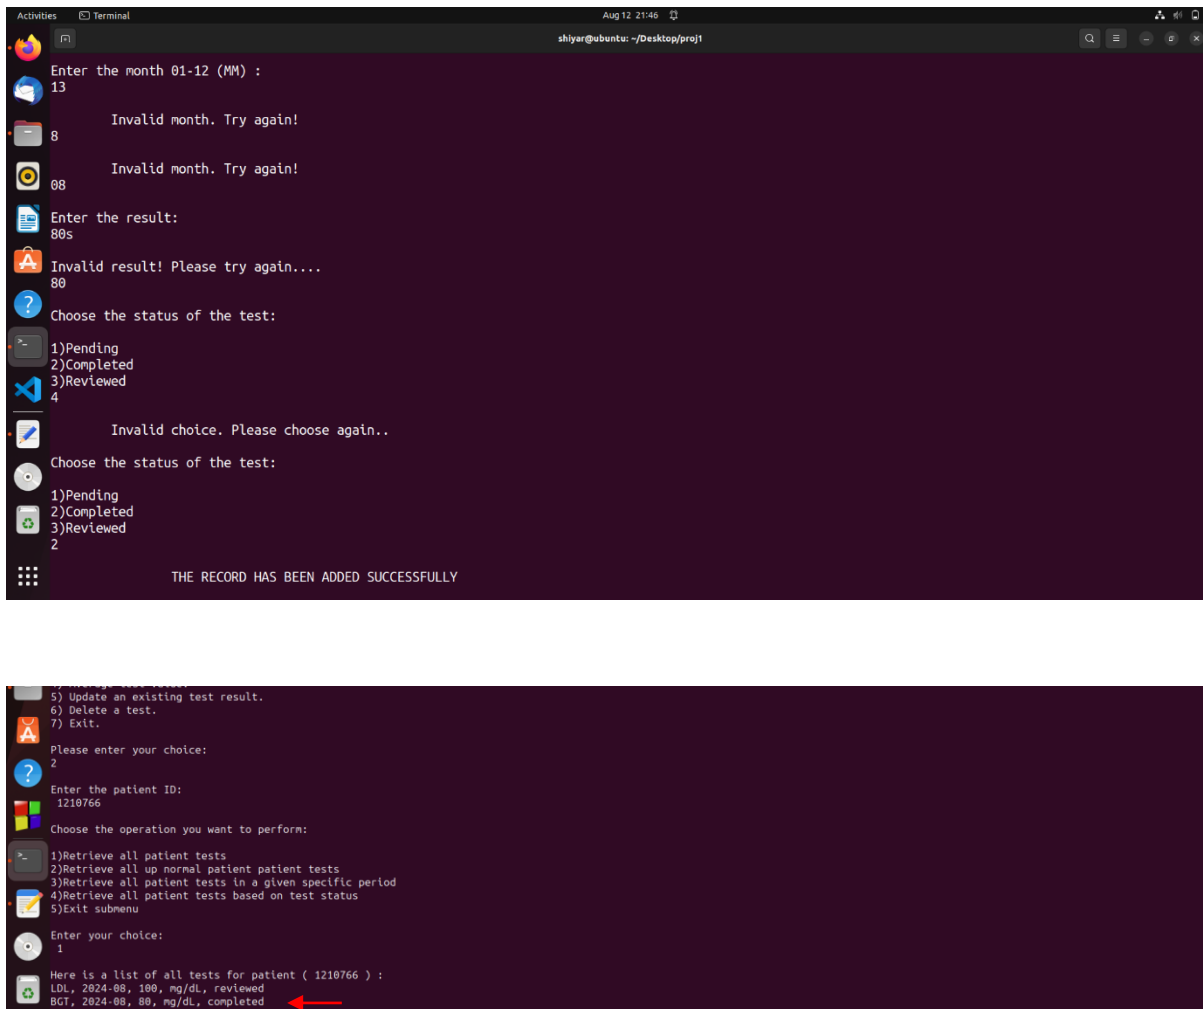 Activities Terminal Aug 12 21:46
shiyar@ubuntu: ~/Desktop/proj1
Enter the month 01-12 (MM) :
13
Invalid month. Try again!
8
Invalid month. Try again!
08
Enter the result:
80s
Invalid result! Please try again....
80
Choose the status of the test:
1)Pending
2)Completed
3)Reviewed
4
Invalid choice. Please choose again..
Choose the status of the test:
1)Pending
2)Completed
3)Reviewed
2
THE RECORD HAS BEEN ADDED SUCCESSFULLY
5) Update an existing test result.
6) Delete a test.
7) Exit.
Please enter your choice:
2
Enter the patient ID:
1210766
Choose the operation you want to perform:
1)Retrieve all patient tests
2)Retrieve all up normal patient patient tests
3)Retrieve all patient tests in a given specific period
4)Retrieve all patient tests based on test status
5)Exit submenu
Enter your choice:
1
Here is a list of all tests for patient ( 1210766 ) :
LDL, 2024-08, 100, mg/dL, reviewed
BGT, 2024-08, 80, mg/dL, completed